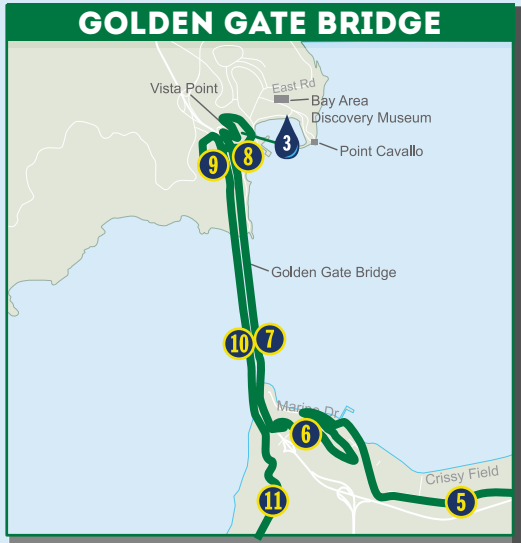 GOLDEN GATE BRIDGE
Vista Point
East Rd
Bay Area
Discovery Museum
3
Point Cavallo
9
8
Golden Gate Bridge
10
7
Marine Dr
6
Crissy Field
5
11